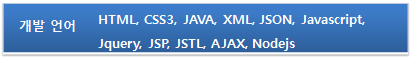 개발 언어
HTML, CSS3, JAVA, XML, JSON, Javascript,
Jquery, JSP, JSTL, AJAX, Nodejs